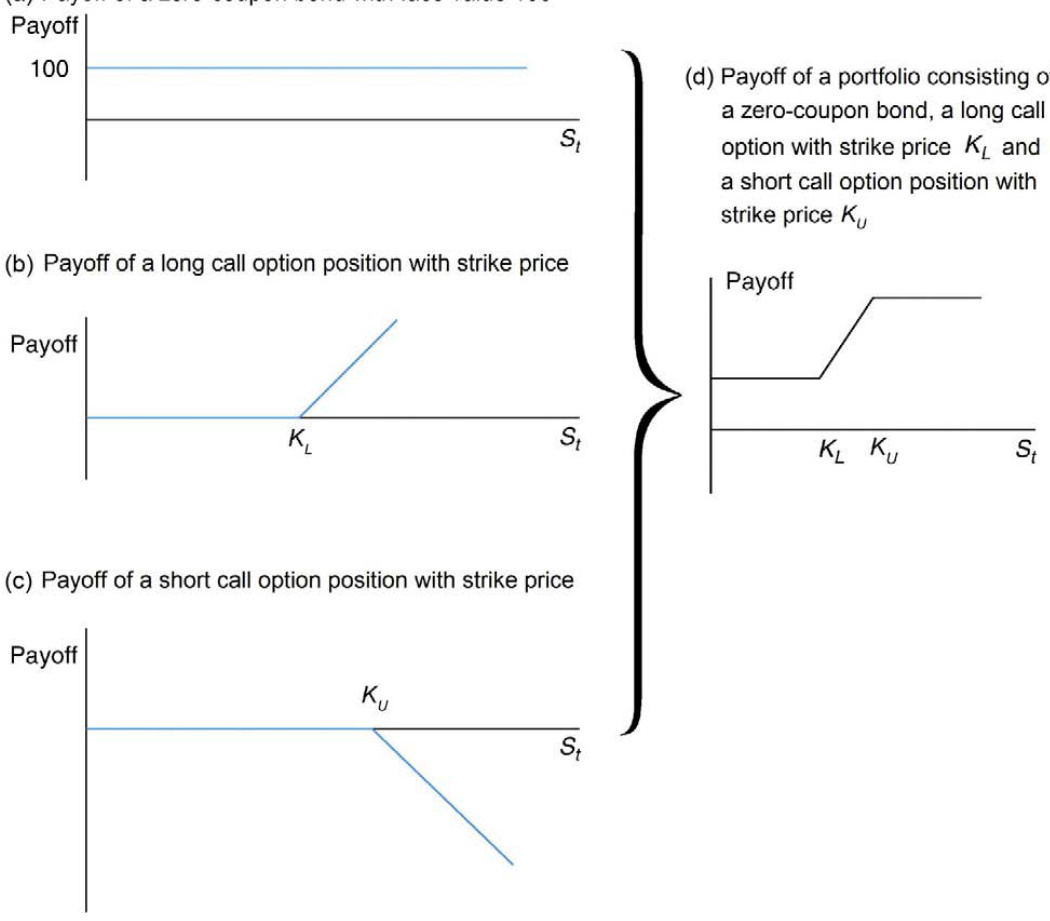 Payoff
100
S_t
(b) Payoff of a long call option position with strike price
Payoff
K_L
S_t
(c) Payoff of a short call option position with strike price
Payoff
K_U
S_t
(d) Payoff of a portfolio consisting o
a zero-coupon bond, a long call
option with strike price K_L and
a short call option position with
strike price K_U
Payoff
K_L K_U S_t